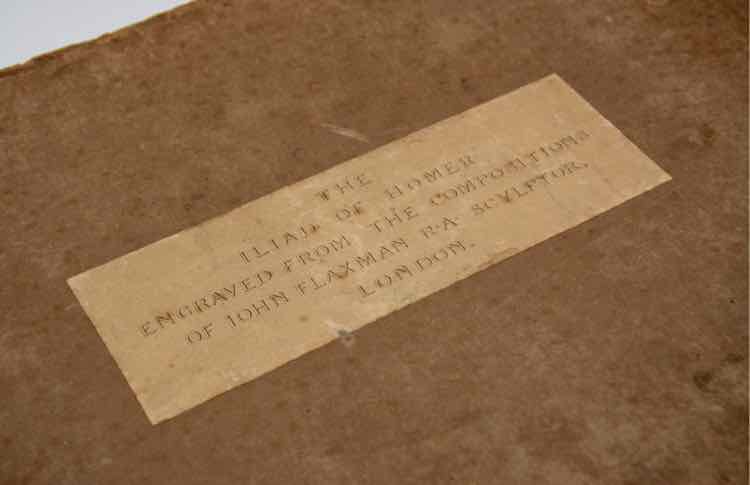 THE
ILIAD OF HOMER
ENGRAVED FROM THE COMPOSITIONS
OF JOHN FLAXMAN R·A· SCULPTOR,
LONDON.